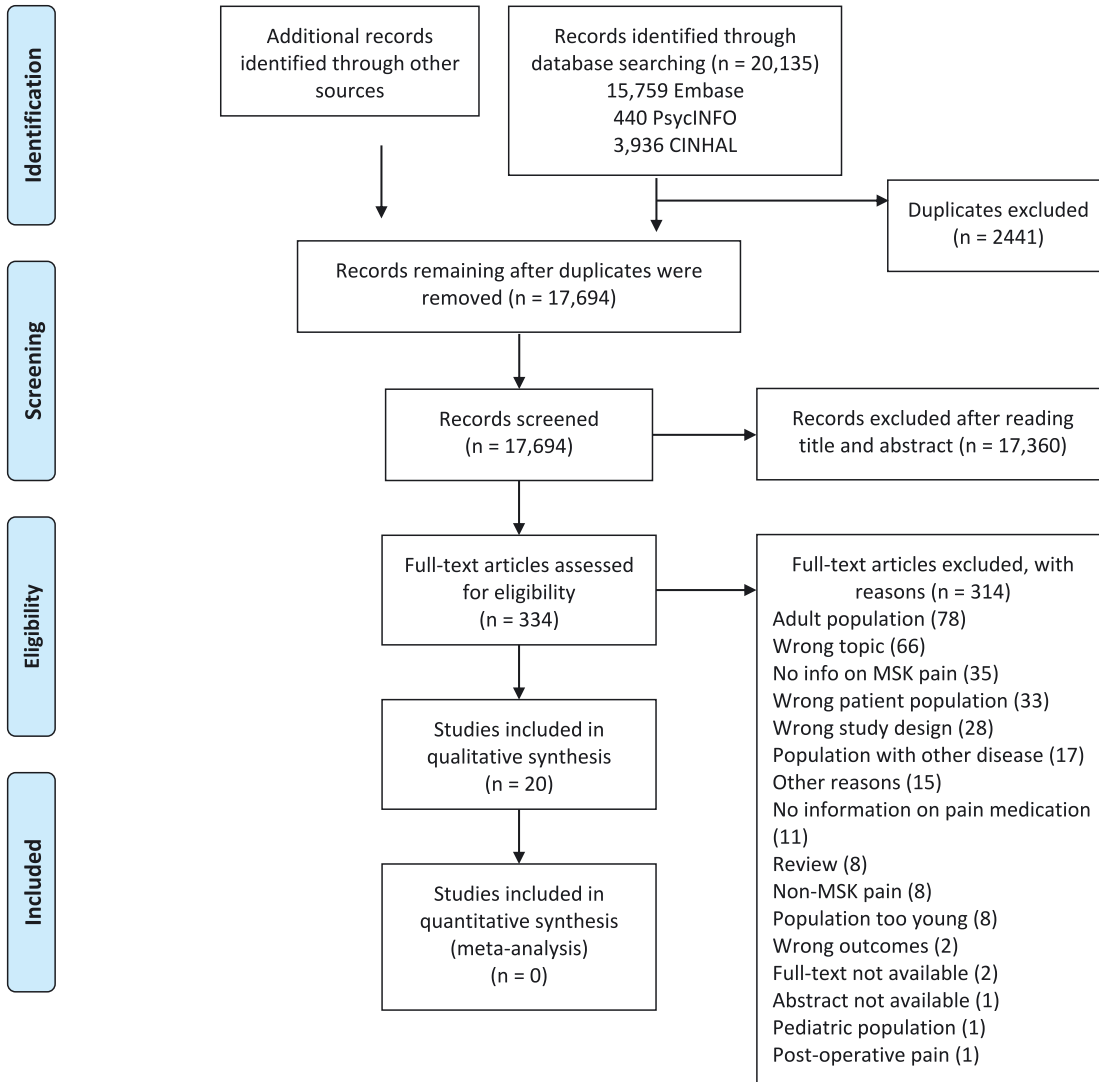 Identification
Additional records
identified through other
sources
Records identified through
database searching (n = 20,135)
15,759 Embase
440 PsycINFO
3,936 CINHAL
Duplicates excluded
(n = 2441)
Screening
Records remaining after duplicates were
removed (n = 17,694)
Records screened
(n = 17,694)
Records excluded after reading
title and abstract (n = 17,360)
Eligibility
Full-text articles assessed
for eligibility
(n = 334)
Full-text articles excluded, with
reasons (n = 314)
Adult population (78)
Wrong topic (66)
No info on MSK pain (35)
Wrong patient population (33)
Wrong study design (28)
Population with other disease (17)
Other reasons (15)
No information on pain medication
(11)
Review (8)
Non-MSK pain (8)
Population too young (8)
Wrong outcomes (2)
Full-text not available (2)
Abstract not available (1)
Pediatric population (1)
Post-operative pain (1)
Studies included in
qualitative synthesis
(n = 20)
Included
Studies included in
quantitative synthesis
(meta-analysis)
(n = 0)